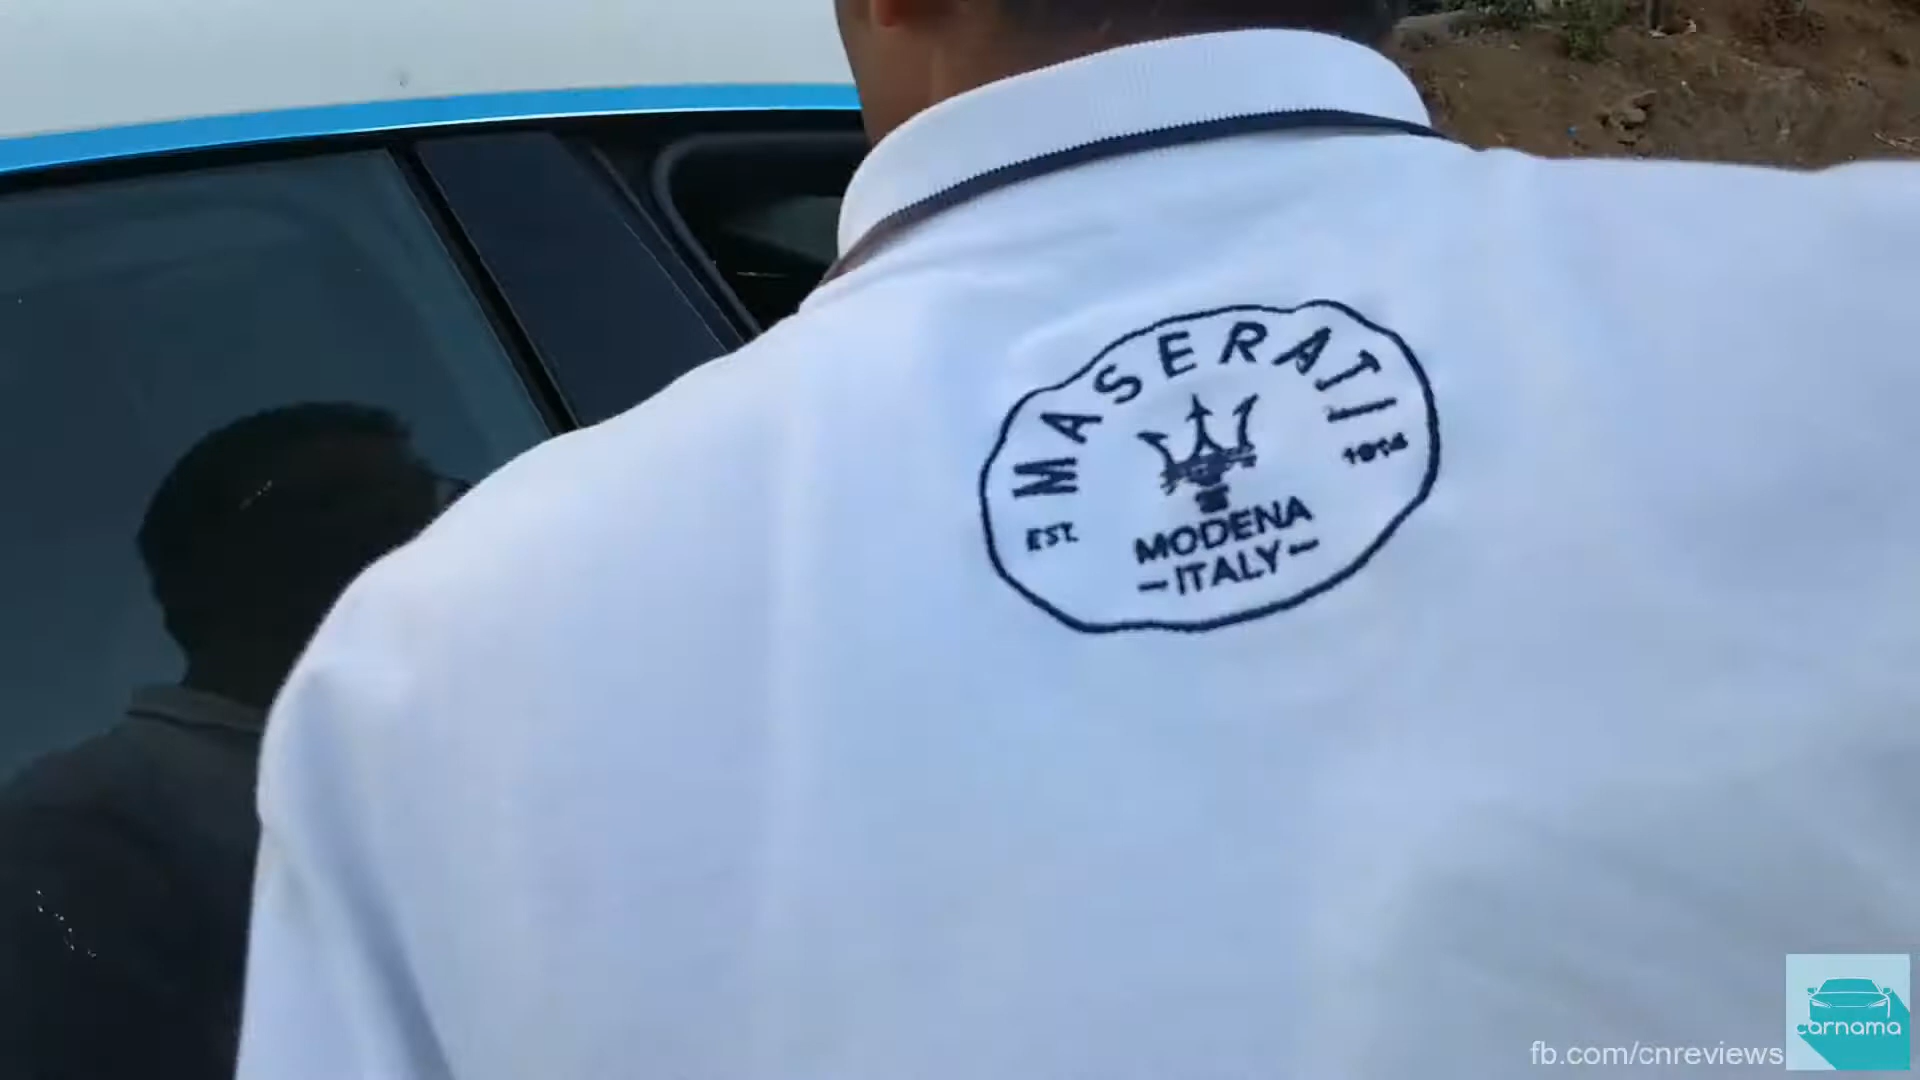 MASERATI
EST. 1914
MODENA
-ITALY-
carnama
fb.com/cnreviews